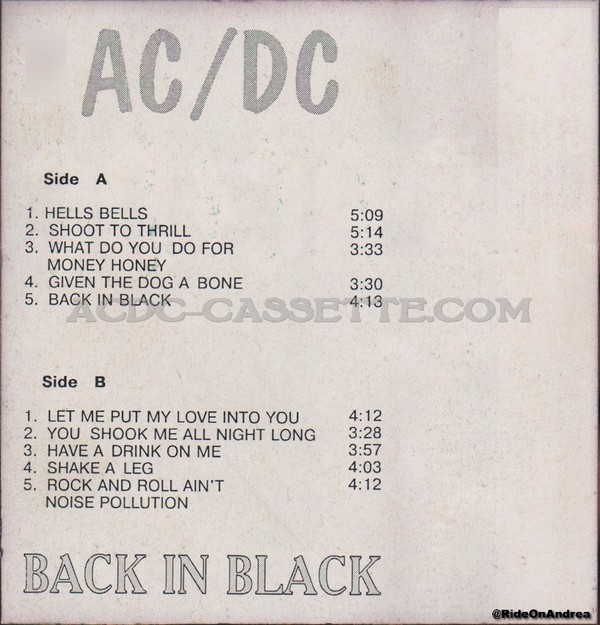 AC/DC
Side A
1. HELLS BELLS 5:09
2. SHOOT TO THRILL 5:14
3. WHAT DO YOU DO FOR 3:33
MONEY HONEY
4. GIVEN THE DOG A BONE 3:30
5. BACK IN BLACK 4:13
ACDC-CASSETTE.COM
Side B
1. LET ME PUT MY LOVE INTO YOU 4:12
2. YOU SHOOK ME ALL NIGHT LONG 3:28
3. HAVE A DRINK ON ME 3:57
4. SHAKE A LEG 4:03
5. ROCK AND ROLL AIN'T 4:12
NOISE POLLUTION
BACK IN BLACK
@RideOnAndrea